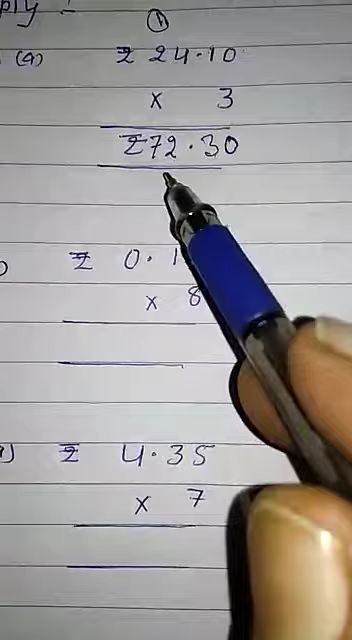 ply :-
1
(a) ₹ 24.10
x 3
₹72.30
) ₹ 0.1
x 8
) ₹ 4.35
x 7